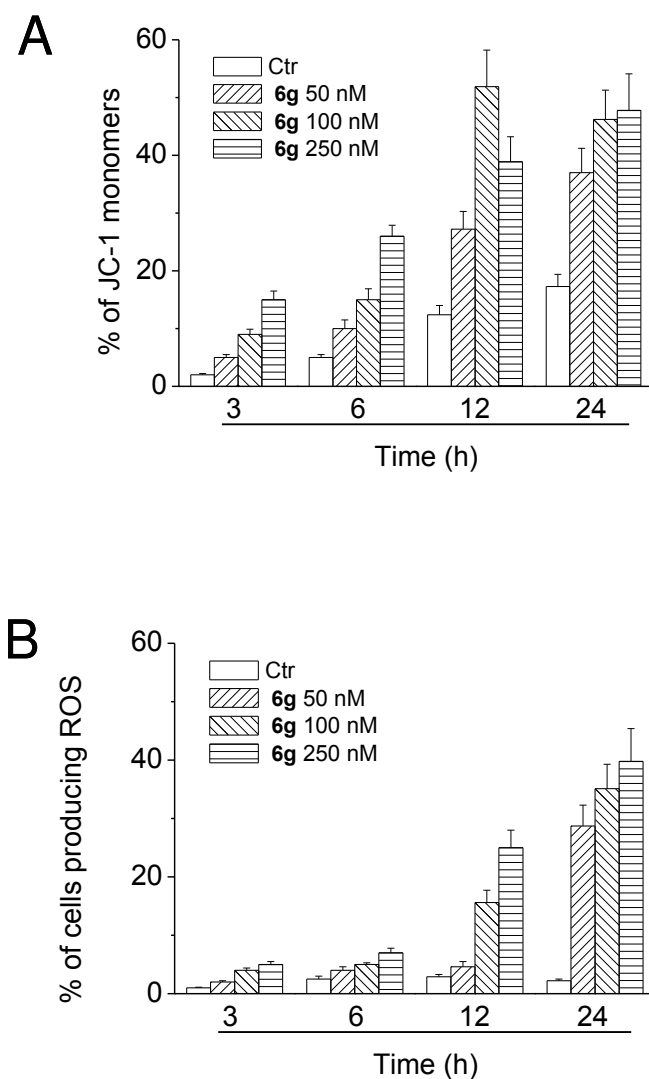 A
60
40
20
0
% of JC-1 monomers
Ctr
6g 50 nM
6g 100 nM
6g 250 nM
3 6 12 24
Time (h)
B
60
40
20
0
% of cells producing ROS
Ctr
6g 50 nM
6g 100 nM
6g 250 nM
3 6 12 24
Time (h)